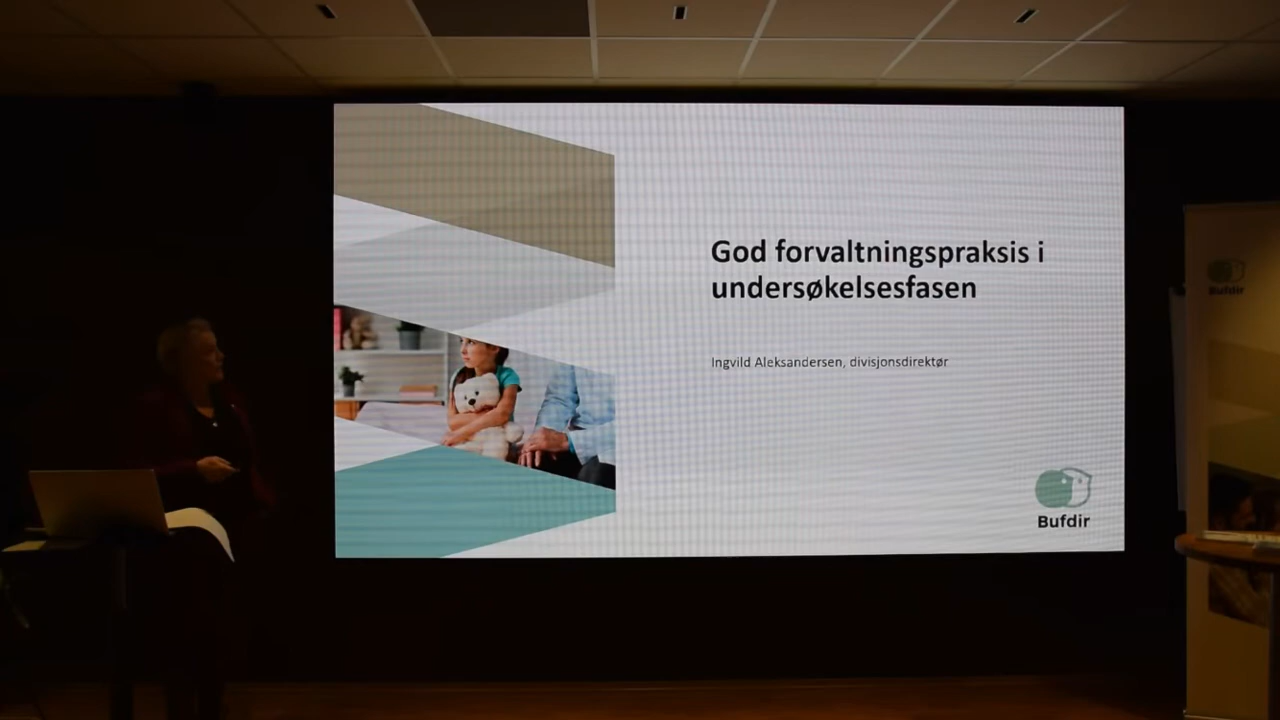 God forvaltningspraksis i
undersøkelsesfasen
Ingvild Aleksandersen, divisjonsdirektør
Bufdir
Bufdir